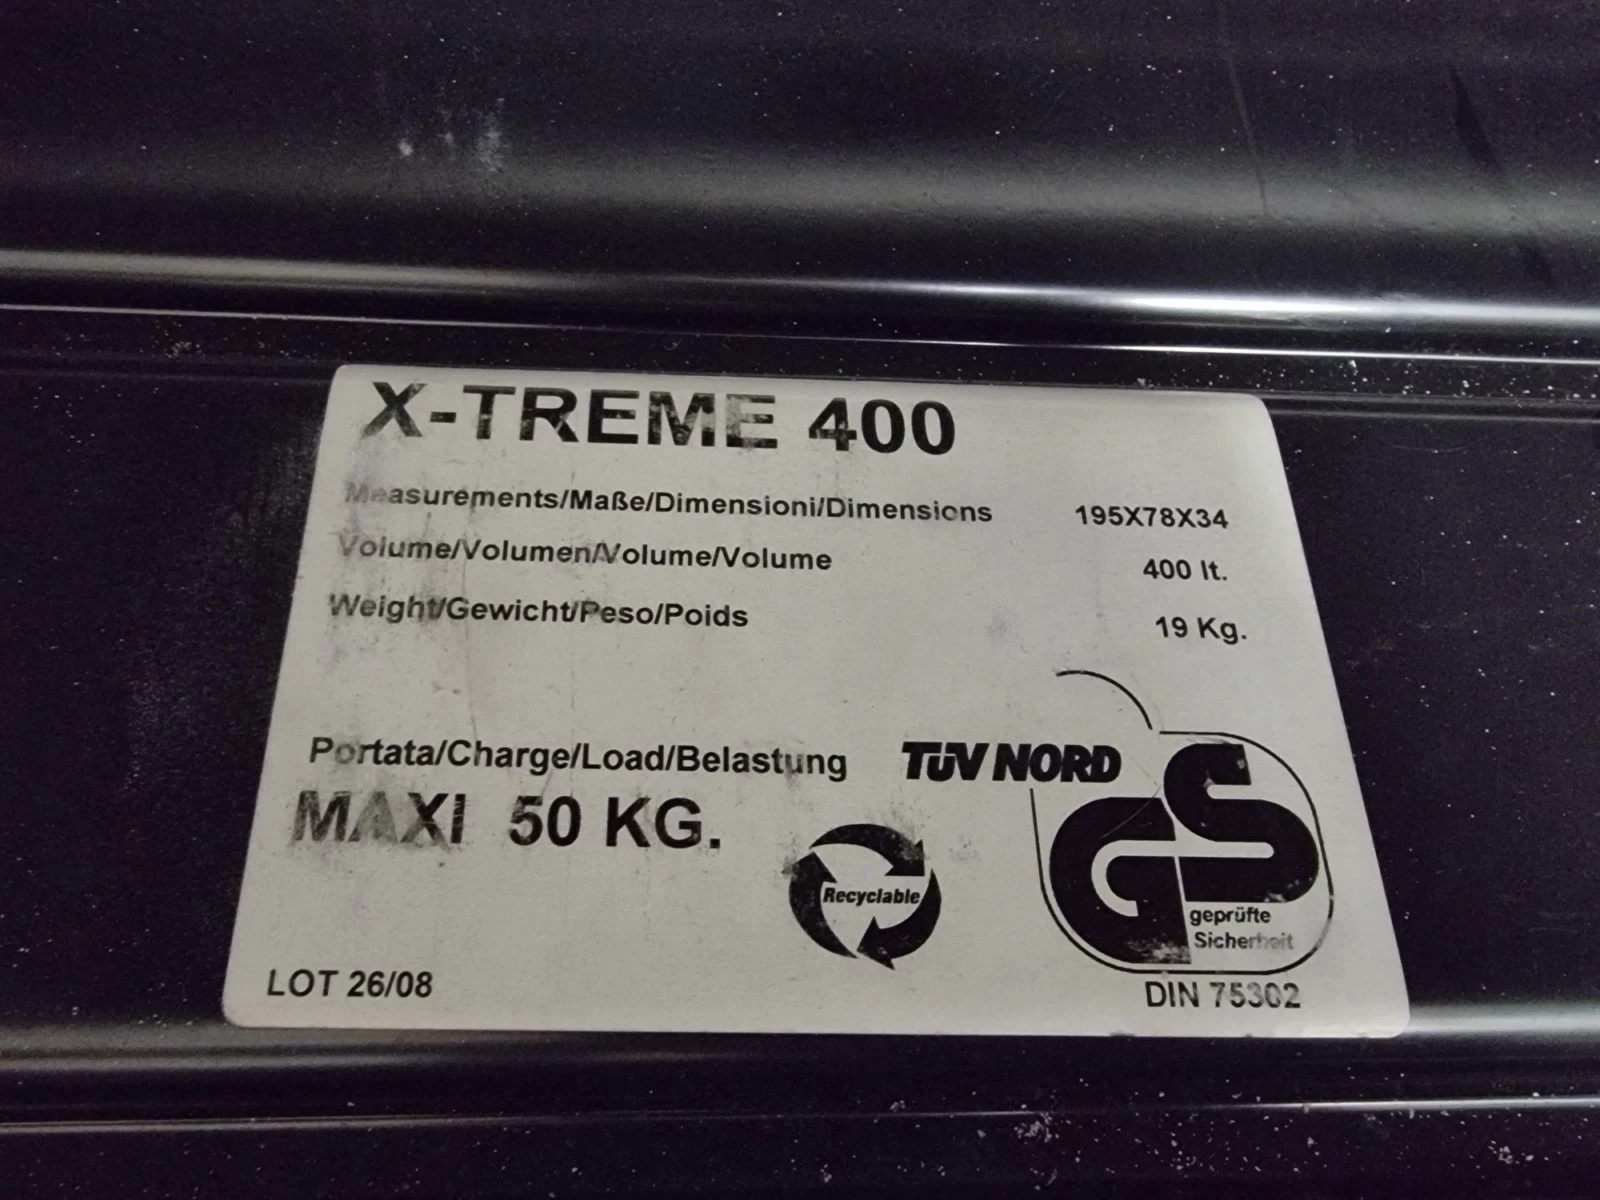 X-TREME 400
Measurements/Maße/Dimensioni/Dimensions 195X78X34
Volume/Volumen/Volume/Volume 400 lt.
Weight/Gewicht/Peso/Poids 19 Kg.
Portata/Charge/Load/Belastung
MAXI 50 KG.
TÜV NORD
GS
Recyclable
geprüfte
Sicherheit
LOT 26/08
DIN 75302